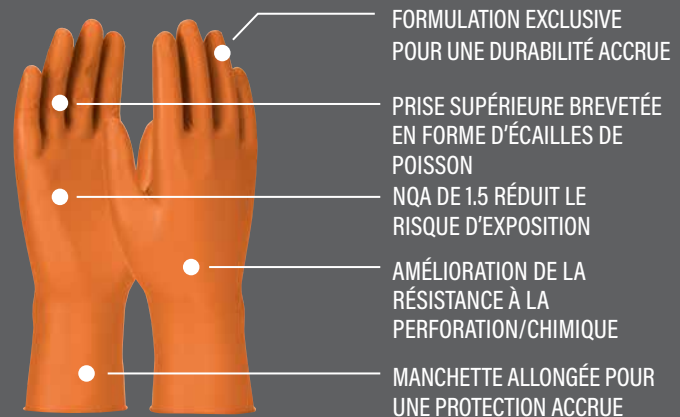 FORMULATION EXCLUSIVE
POUR UNE DURABILITÉ ACCRUE
PRISE SUPÉRIEURE BREVETÉE
EN FORME D'ÉCAILLES DE
POISSON
NQA DE 1.5 RÉDUIT LE
RISQUE D'EXPOSITION
AMÉLIORATION DE LA
RÉSISTANCE À LA
PERFORATION/CHIMIQUE
MANCHETTE ALLONGÉE POUR
UNE PROTECTION ACCRUE